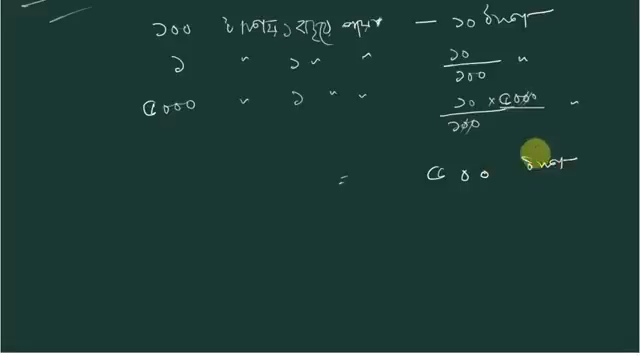 ১০০ টাকায় ১ বছরে লাভ — ১০ টাকা
১ " ১ " " ১০/১০০ "
৫০০০ " ১ " " ১০ × ৫০০০/১০০ "
= ৫০০ টাকা